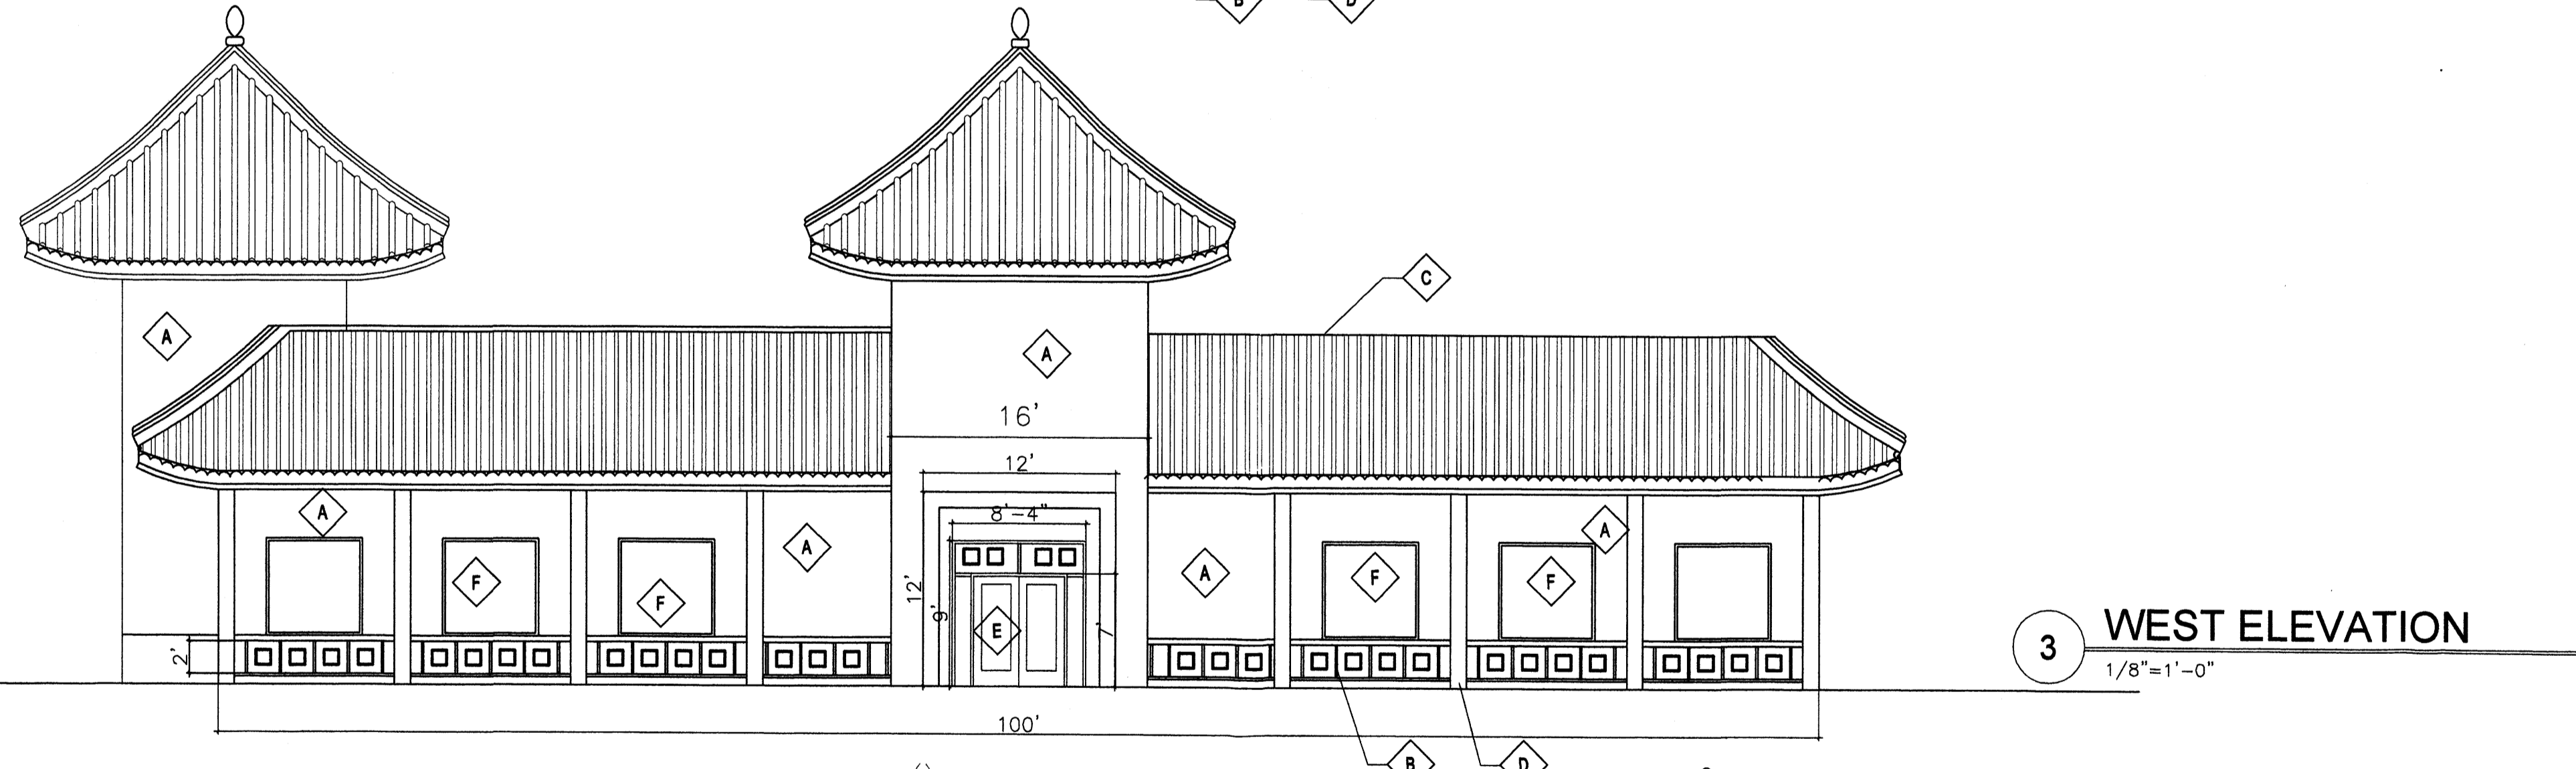 B D
C
A
A
16'
12'
8'-4"
A
A
F
F
12'
9'
E
7'
A
F
F
A
2'
3 WEST ELEVATION
1/8"=1'-0"
100'
B D